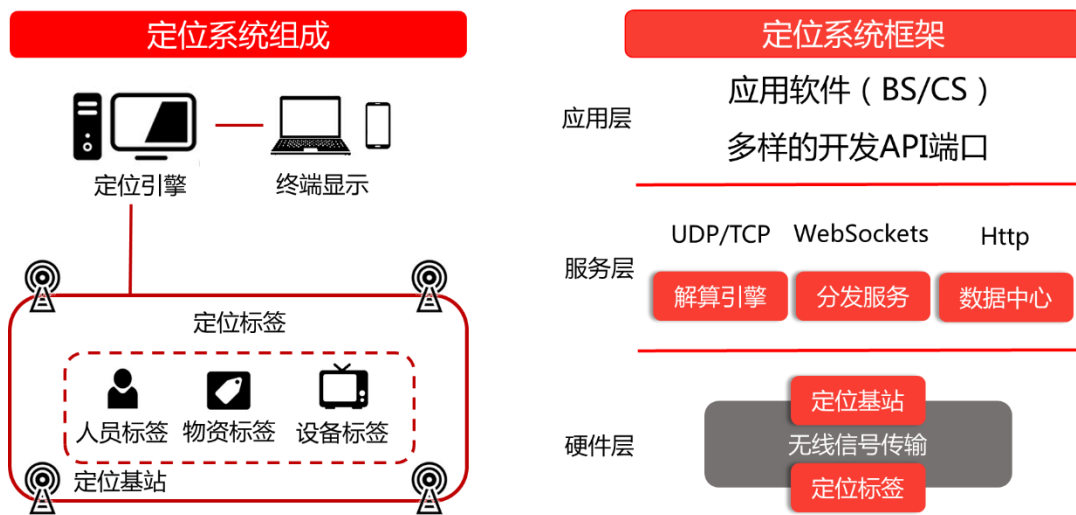 定位系统组成
定位引擎
终端显示
定位标签
人员标签
物资标签
设备标签
定位基站
定位系统框架
应用层
应用软件（BS/CS）
多样的开发API端口
服务层
UDP/TCP
WebSockets
Http
解算引擎
分发服务
数据中心
硬件层
定位基站
无线信号传输
定位标签